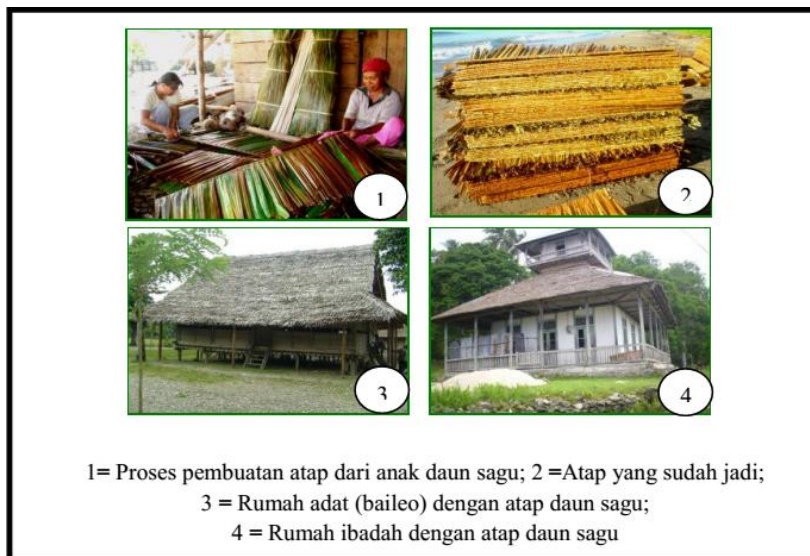 1
2
3
4
1= Proses pembuatan atap dari anak daun sagu; 2 =Atap yang sudah jadi;
3 = Rumah adat (baileo) dengan atap daun sagu;
4 = Rumah ibadah dengan atap daun sagu